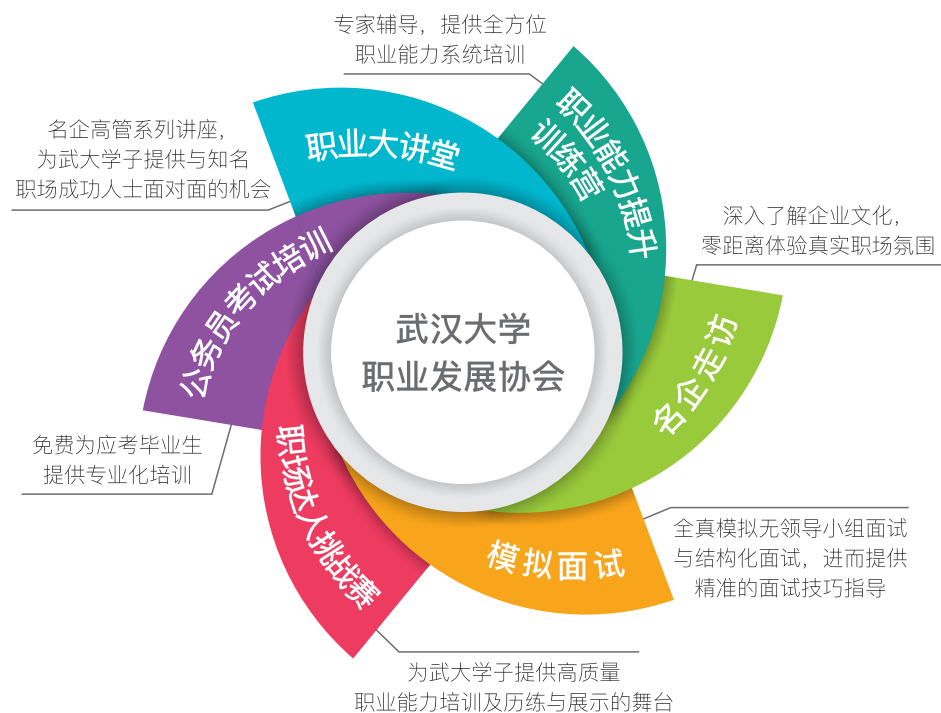 专家辅导，提供全方位
职业能力系统培训
职业能力提升
训练营
职业大讲堂
名企高管系列讲座，
为武大学子提供与知名
职场成功人士面对面的机会
深入了解企业文化，
零距离体验真实职场氛围
名企走访
公务员考试培训
武汉大学
职业发展协会
免费为应考毕业生
提供专业化培训
职场达人挑战赛
模拟面试
全真模拟无领导小组面试
与结构化面试，进而提供
精准的面试技巧指导
为武大学子提供高质量
职业能力培训及历练与展示的舞台